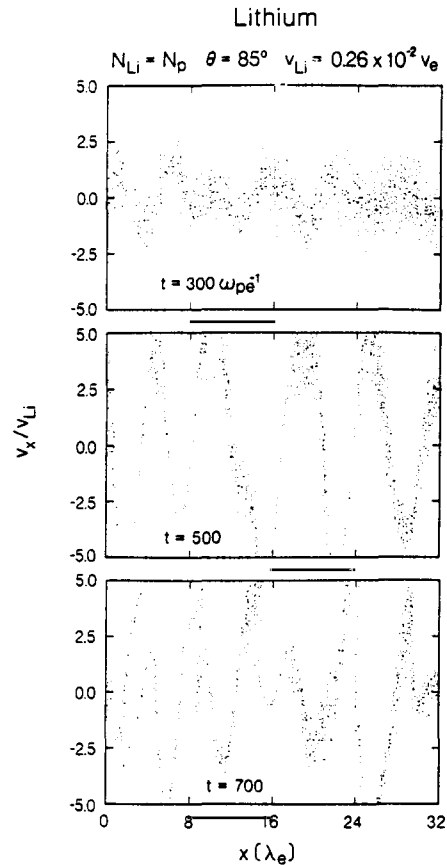 Lithium
N_Li = N_p θ = 85° v_Li = 0.26 x 10^-2 v_e
5.0
2.5
0.0
-2.5
-5.0
t = 300 ω_pe^-1
5.0
2.5
0.0
-2.5
-5.0
t = 500
v_x/v_Li
5.0
2.5
0.0
-2.5
-5.0
t = 700
0 8 16 24 32
x (λ_e)